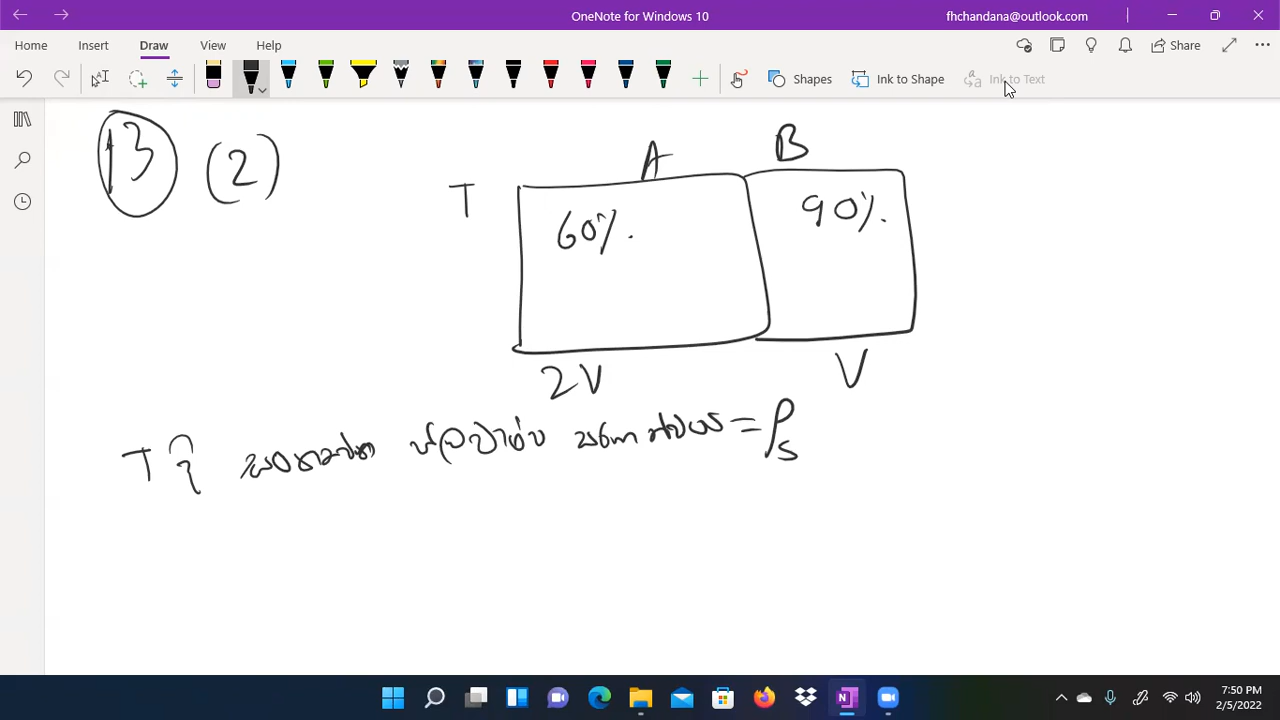 OneNote for Windows 10
fhchandana@outlook.com
Home Insert Draw View Help
Share
Shapes
Ink to Shape
Ink to Text
13 (2)
A B
T 60%. 90%.
2V V
T
= ρs
7:50 PM
2/5/2022